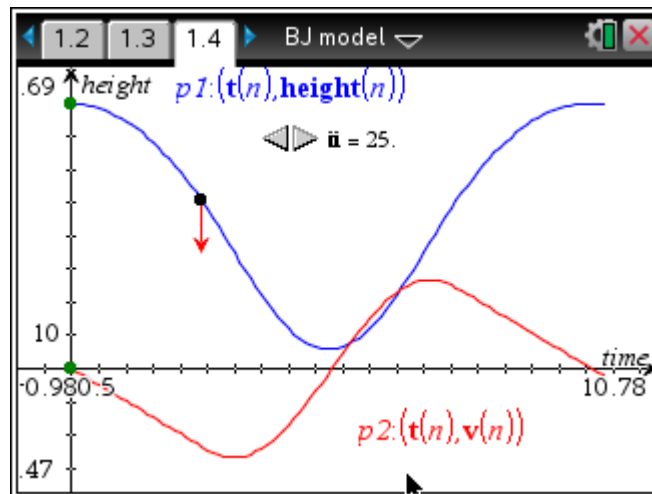 1.2 1.3 1.4 BJ model
.69 height p1:(t(n),height(n))
ü = 25.
10
time
-0.98 0.5 10.78
p2:(t(n),v(n))
.47